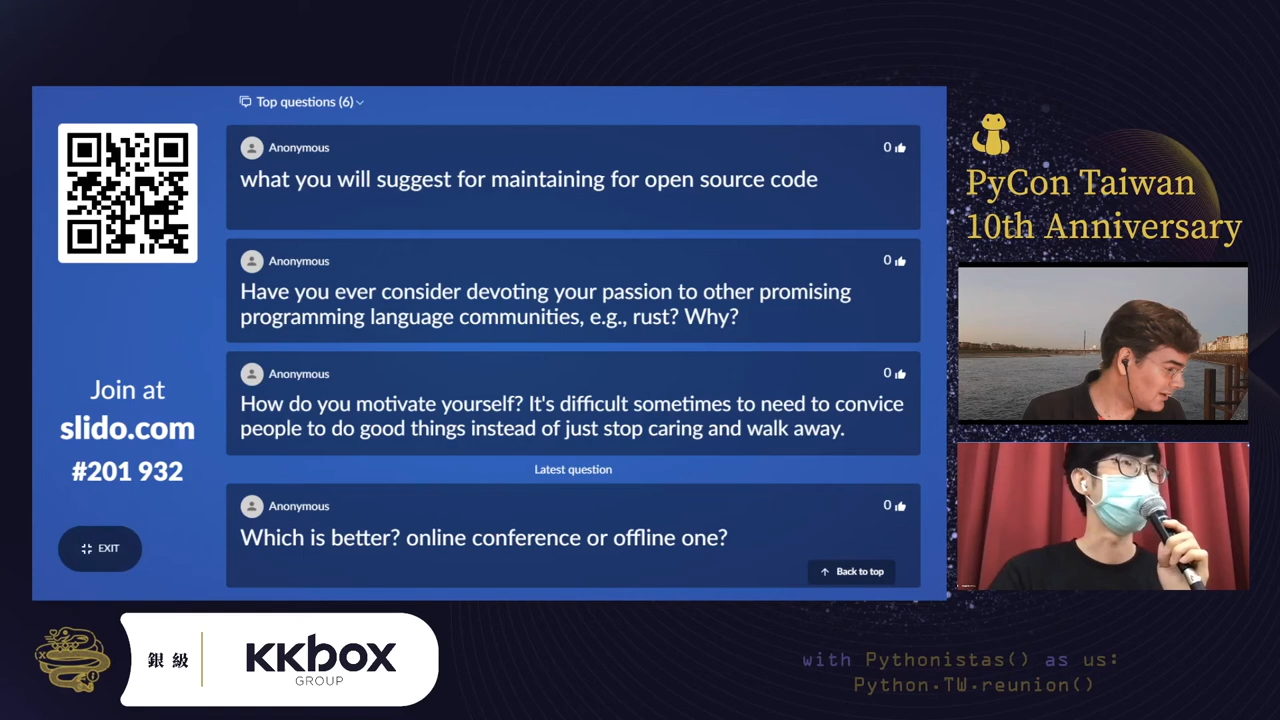 Top questions (6)
Anonymous
0
what you will suggest for maintaining for open source code
Anonymous
0
Have you ever consider devoting your passion to other promising
programming language communities, e.g., rust? Why?
Anonymous
0
How do you motivate yourself? It's difficult sometimes to need to convice
people to do good things instead of just stop caring and walk away.
Latest question
Anonymous
0
Which is better? online conference or offline one?
Back to top
Join at
slido.com
#201 932
EXIT
PyCon Taiwan
10th Anniversary
銀級
KKBOX
GROUP
with Pythonistas() as us:
Python.TW.reunion()